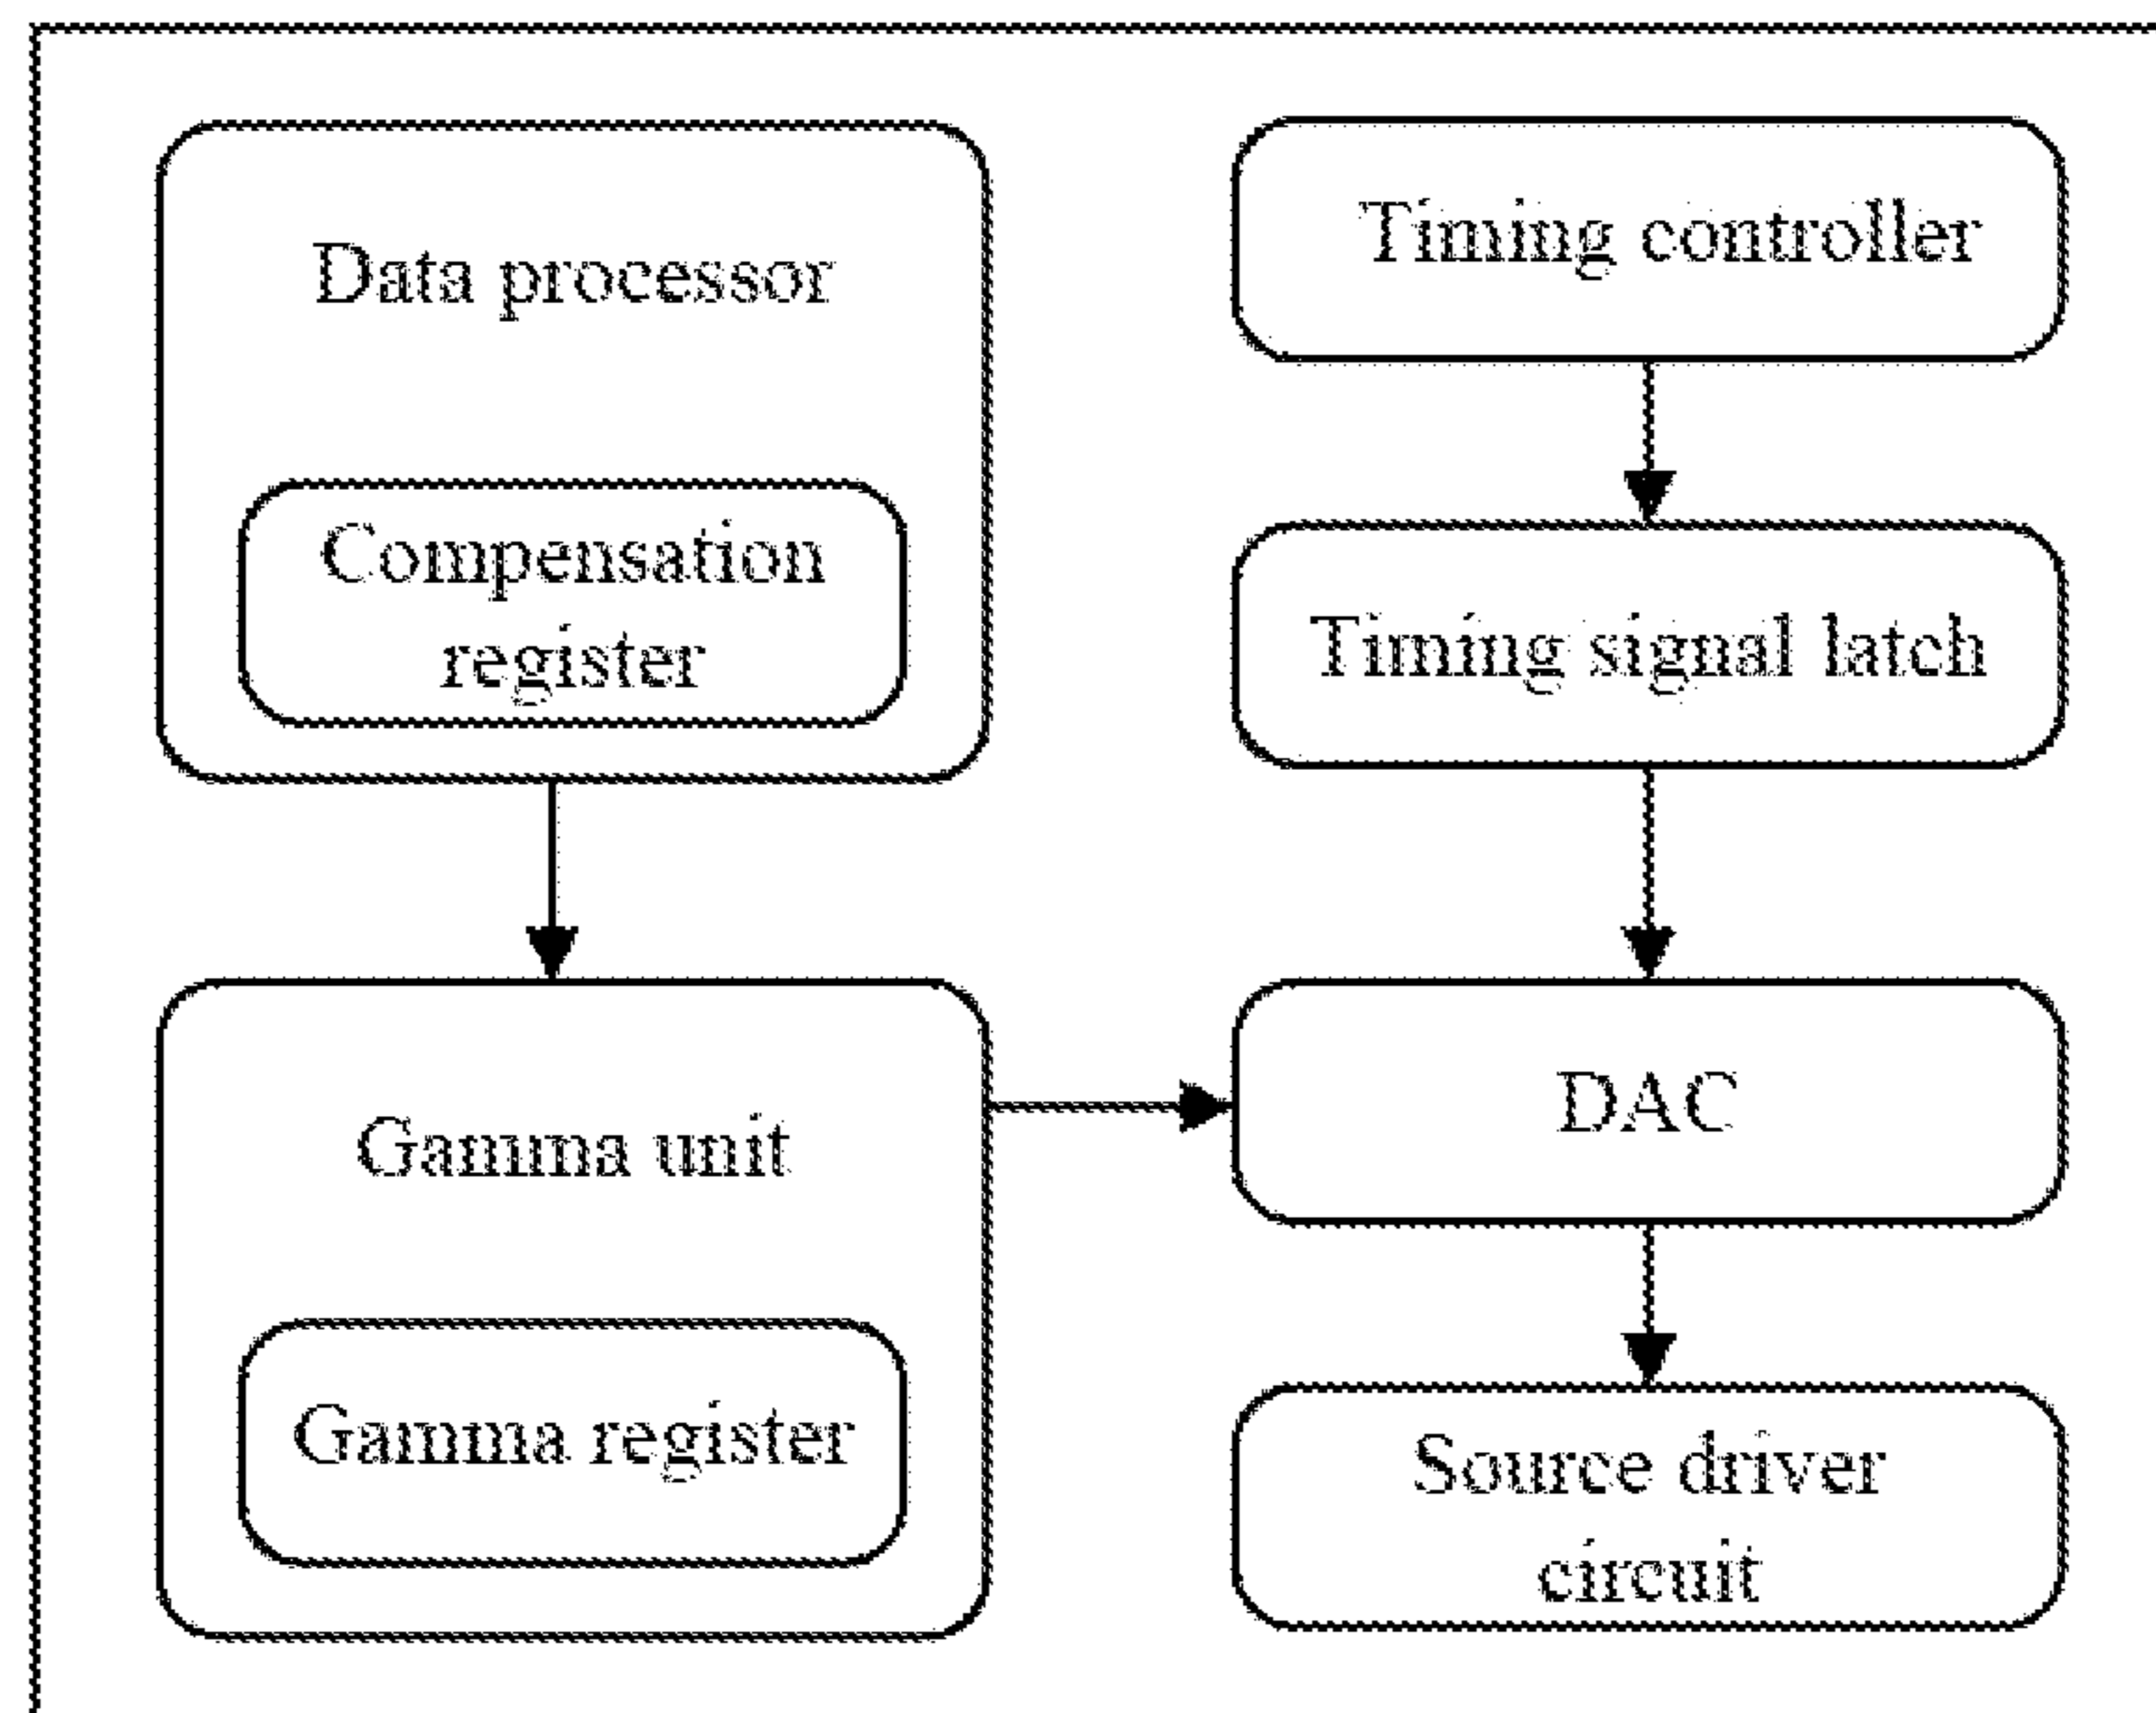 Data processor
Compensation
register
Gamma unit
Gamma register
Timing controller
Timing signal latch
DAC
Source driver
circuit